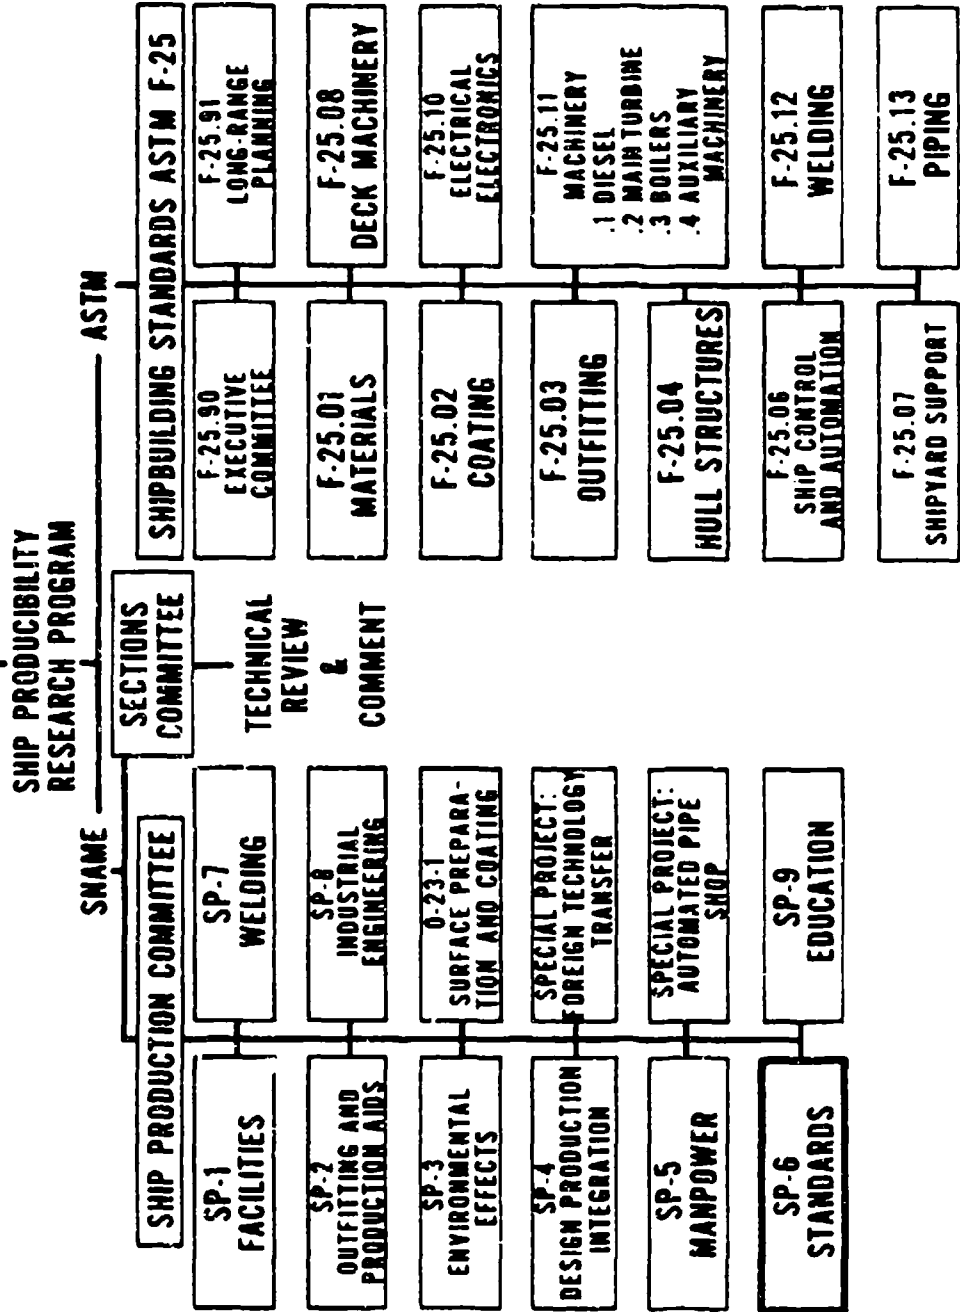 SHIP PRODUCIBILITY
RESEARCH PROGRAM
SNAME
ASTM
SHIP PRODUCTION COMMITTEE
SECTIONS
COMMITTEE
TECHNICAL
REVIEW
&
COMMENT
SP-1
FACILITIES
SP-7
WELDING
SP-2
OUTFITTING AND
PRODUCTION AIDS
SP-8
INDUSTRIAL
ENGINEERING
SP-3
ENVIRONMENTAL
EFFECTS
0-23-1
SURFACE PREPARA-
TION AND COATING
SP-4
DESIGN PRODUCTION
INTEGRATION
SPECIAL PROJECT:
FOREIGN TECHNOLOGY
TRANSFER
SP-5
MANPOWER
SPECIAL PROJECT:
AUTOMATED PIPE
SHOP
SP-6
STANDARDS
SP-9
EDUCATION
SHIPBUILDING STANDARDS ASTM F-25
F-25.90
EXECUTIVE
COMMITTEE
F-25.91
LONG-RANGE
PLANNING
F-25.01
MATERIALS
F-25.08
DECK MACHINERY
F-25.02
COATING
F-25.10
ELECTRICAL
ELECTRONICS
F-25.03
OUTFITTING
F-25.11
MACHINERY
.1 DIESEL
.2 MAIN TURBINE
.3 BOILERS
.4 AUXILIARY
MACHINERY
F-25.04
HULL STRUCTURES
F-25.06
SHIP CONTROL
AND AUTOMATION
F-25.12
WELDING
F-25.07
SHIPYARD SUPPORT
F-25.13
PIPING